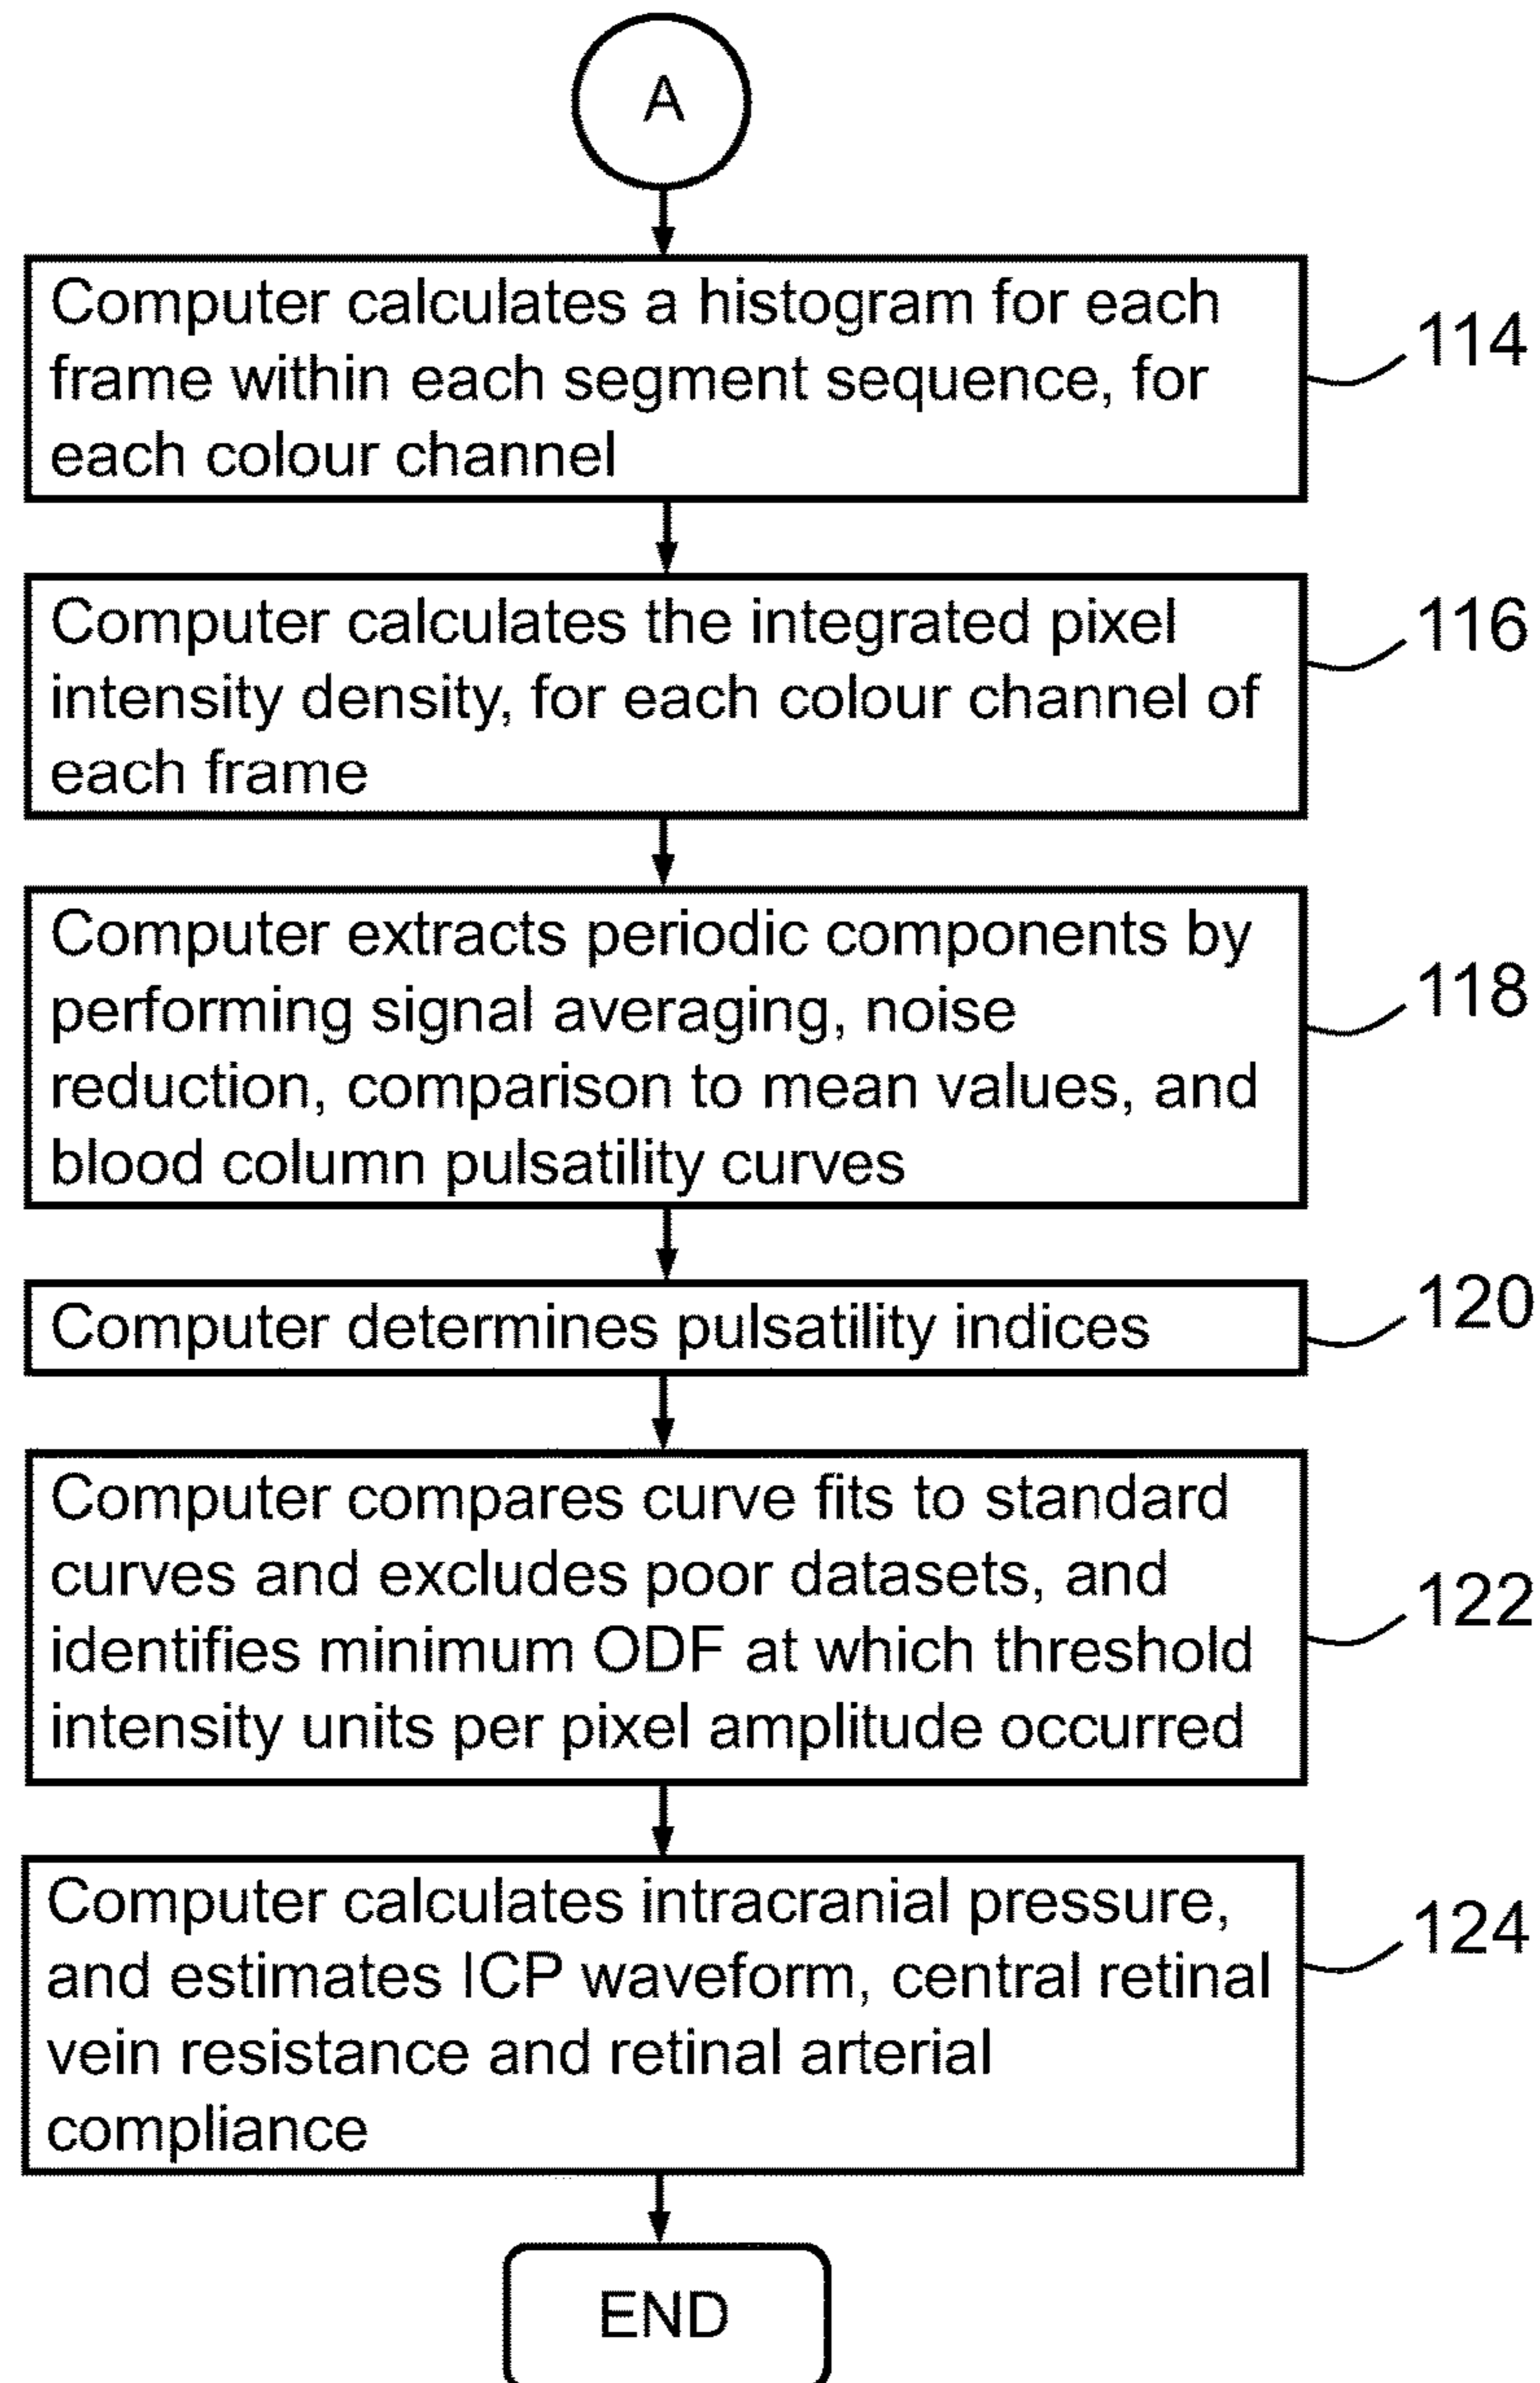 A
Computer calculates a histogram for each
frame within each segment sequence, for
each colour channel
114
Computer calculates the integrated pixel
intensity density, for each colour channel of
each frame
116
Computer extracts periodic components by
performing signal averaging, noise
reduction, comparison to mean values, and
blood column pulsatility curves
118
Computer determines pulsatility indices
120
Computer compares curve fits to standard
curves and excludes poor datasets, and
identifies minimum ODF at which threshold
intensity units per pixel amplitude occurred
122
Computer calculates intracranial pressure,
and estimates ICP waveform, central retinal
vein resistance and retinal arterial
compliance
124
END